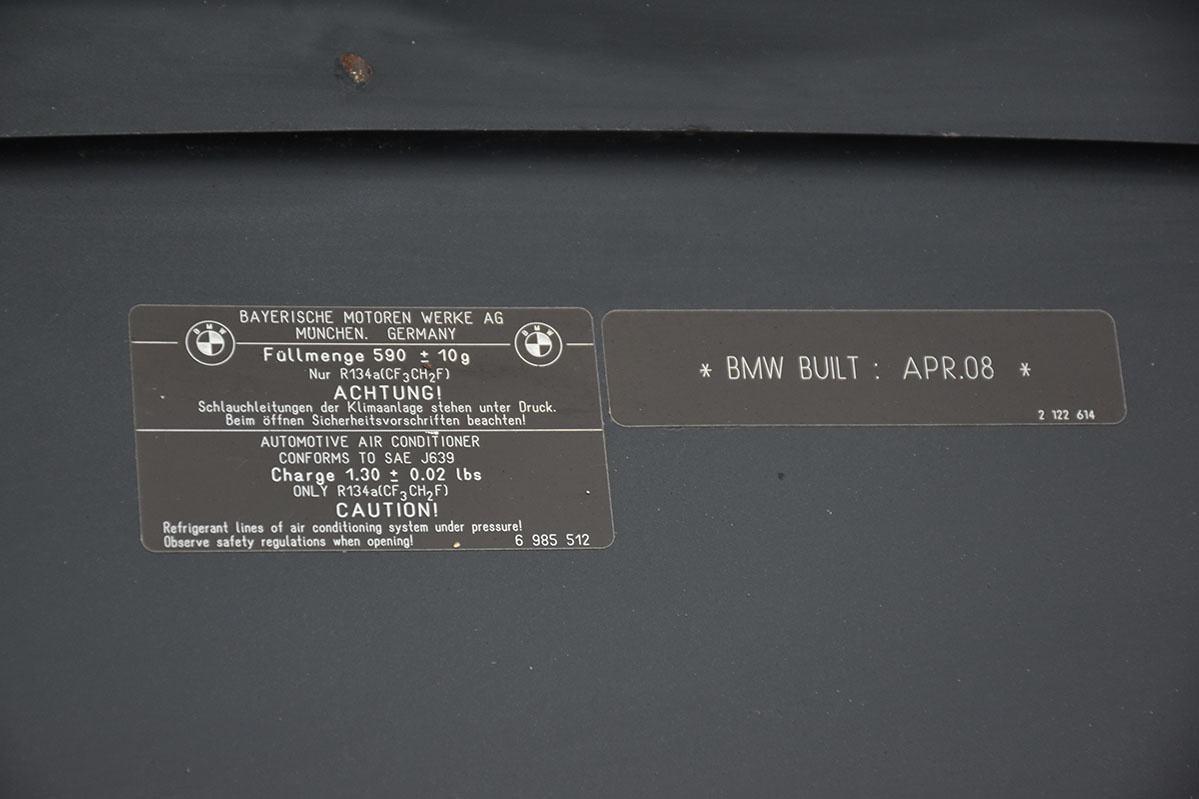 BAYERISCHE MOTOREN WERKE AG
MÜNCHEN. GERMANY
BMW
BMW
Füllmenge 590 ± 10g
Nur R134a(CF₃CH₂F)
ACHTUNG!
Schlauchleitungen der Klimaanlage stehen unter Druck.
Beim öffnen Sicherheitsvorschriften beachten!
AUTOMOTIVE AIR CONDITIONER
CONFORMS TO SAE J639
Charge 1.30 ± 0.02 lbs
ONLY R134a(CF₃CH₂F)
CAUTION!
Refrigerant lines of air conditioning system under pressure!
Observe safety regulations when opening!
6 985 512
* BMW BUILT : APR.08 *
2 122 614